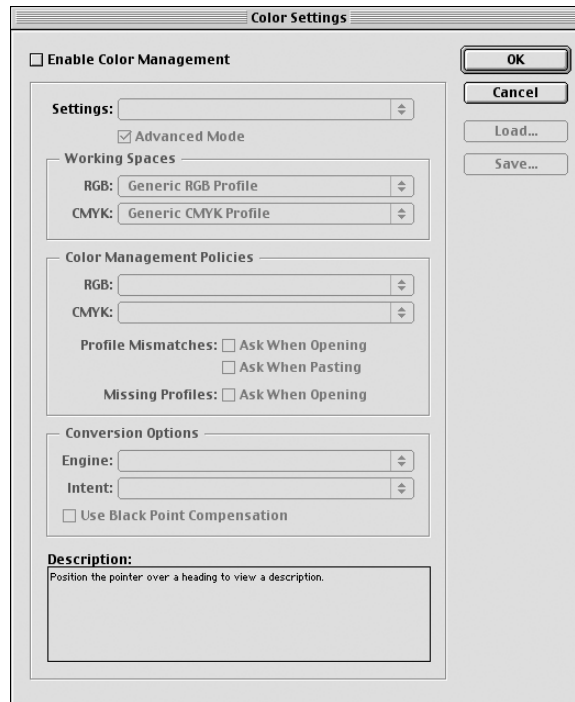 Color Settings
Enable Color Management
OK
Cancel
Load...
Save...
Settings:
Advanced Mode
Working Spaces
RGB: Generic RGB Profile
CMYK: Generic CMYK Profile
Color Management Policies
RGB:
CMYK:
Profile Mismatches: Ask When Opening
Ask When Pasting
Missing Profiles: Ask When Opening
Conversion Options
Engine:
Intent:
Use Black Point Compensation
Description:
Position the pointer over a heading to view a description.